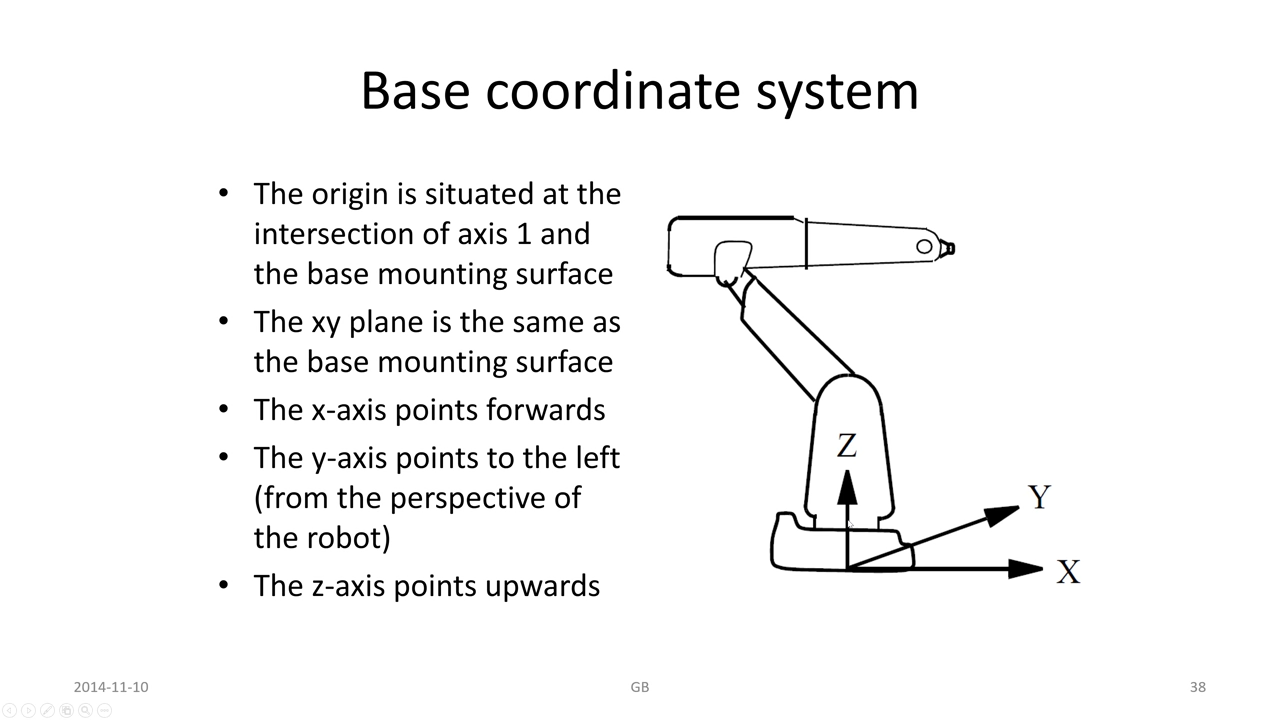 Base coordinate system
• The origin is situated at the
intersection of axis 1 and
the base mounting surface
• The xy plane is the same as
the base mounting surface
• The x-axis points forwards
• The y-axis points to the left
(from the perspective of
the robot)
• The z-axis points upwards
Z
Y
X
2014-11-10
GB
38